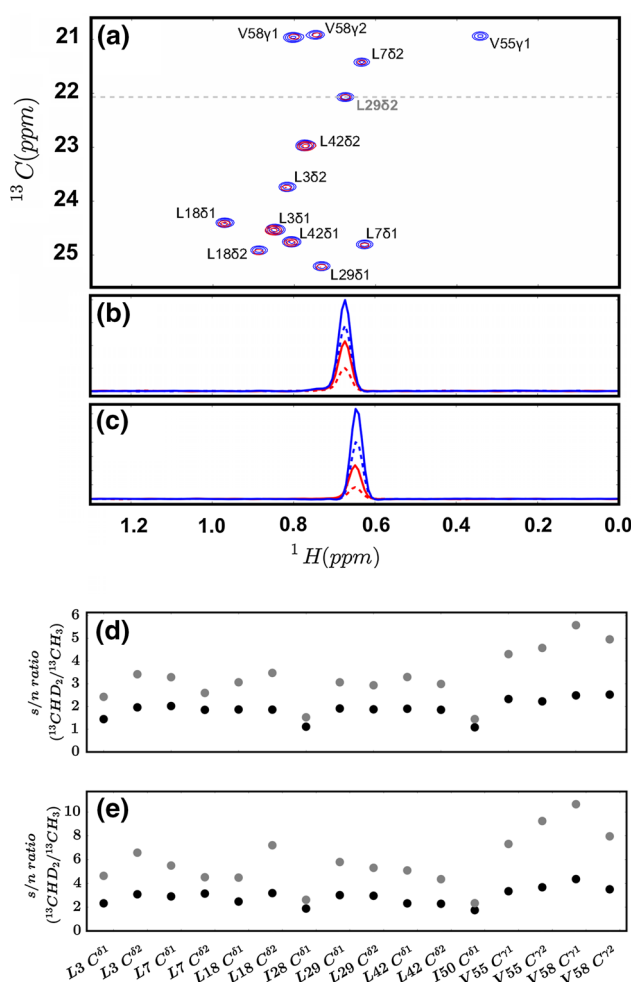 (a)
V58γ1
V58γ2
V55γ1
L7δ2
L29δ2
L42δ2
L3δ2
L18δ1
L3δ1
L42δ1
L7δ1
L18δ2
L29δ1
21
22
23
24
25
¹³C(ppm)
(b)
(c)
1.2 1.0 0.8 0.6 0.4 0.2 0.0
¹H(ppm)
(d)
6
5
4
3
2
1
0
s/n ratio
(¹³CHD₂/¹³CH₃)
(e)
10
8
6
4
2
0
s/n ratio
(¹³CHD₂/¹³CH₃)
L3 Cᵟ¹ L3 Cᵟ² L7 Cᵟ¹ L7 Cᵟ² L18 Cᵟ¹ L18 Cᵟ² I28 Cᵟ¹ L29 Cᵟ¹ L29 Cᵟ² L42 Cᵟ¹ L42 Cᵟ² I50 Cᵟ¹ V55 Cᵞ¹ V55 Cᵞ² V58 Cᵞ¹ V58 Cᵞ²